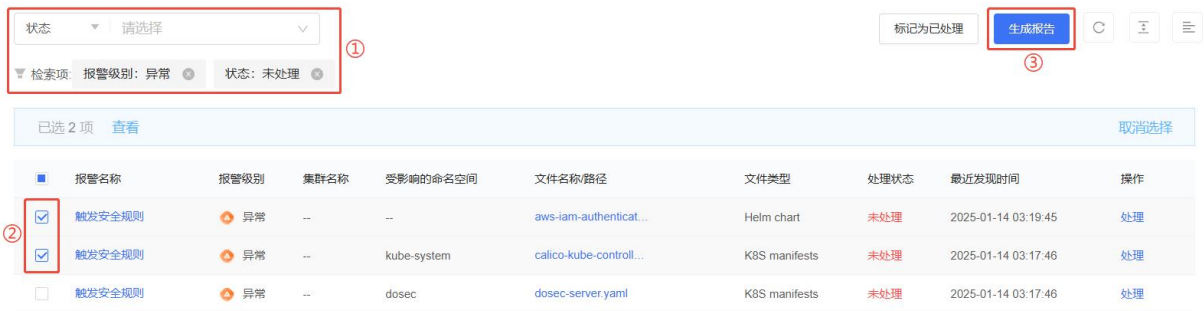 状态 请选择 标记为已处理 生成报告
① ③
检索项: 报警级别：异常 状态：未处理
已选 2 项 查看 取消选择
报警名称 报警级别 集群名称 受影响的命名空间 文件名称/路径 文件类型 处理状态 最近发现时间 操作
② 触发安全规则 异常 -- -- aws-iam-authenticat... Helm chart 未处理 2025-01-14 03:19:45 处理
触发安全规则 异常 -- kube-system calico-kube-controll... K8S manifests 未处理 2025-01-14 03:17:46 处理
触发安全规则 异常 -- dosec dosec-server.yaml K8S manifests 未处理 2025-01-14 03:17:46 处理